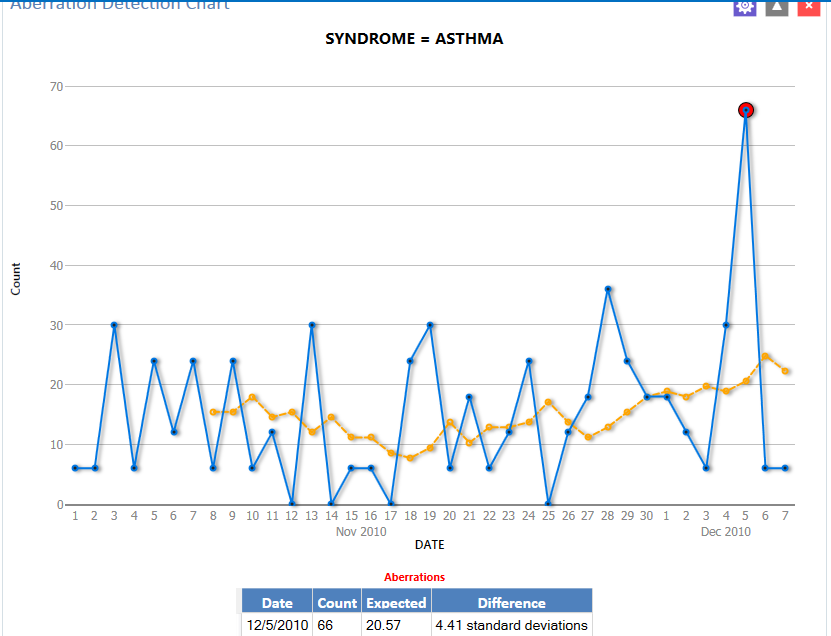 Aberration Detection Chart
SYNDROME = ASTHMA
70
60
50
40
30
20
10
0
Count
1 2 3 4 5 6 7 8 9 10 11 12 13 14 15 16 17 18 19 20 21 22 23 24 25 26 27 28 29 30 1 2 3 4 5 6 7
Nov 2010 Dec 2010
DATE
Aberrations
Date Count Expected Difference
12/5/2010 66 20.57 4.41 standard deviations